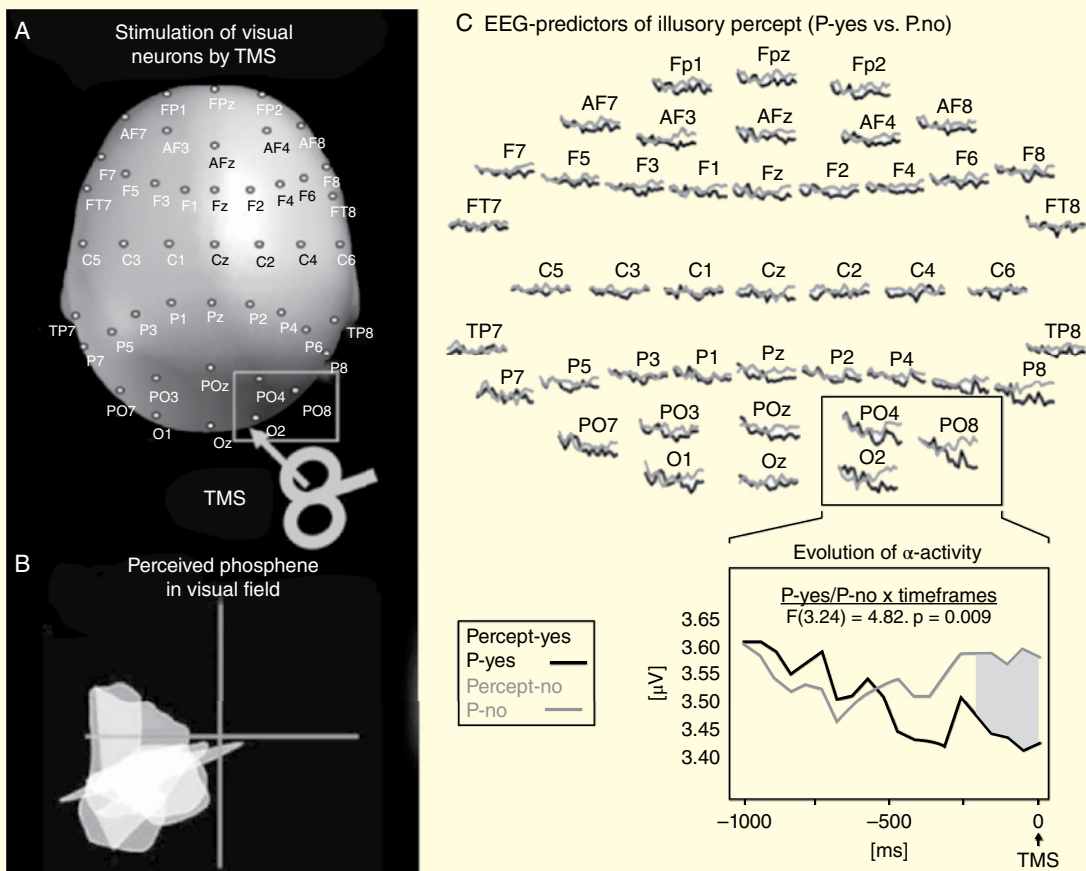 A
Stimulation of visual
neurons by TMS
FP1 FPz FP2
AF7 AF3 AFz AF4 AF8
F7 F5 F3 F1 Fz F2 F4 F6 F8
FT7 FT8
C5 C3 C1 Cz C2 C4 C6
TP7 P7 P5 P3 P1 Pz P2 P4 P6 P8 TP8
PO7 PO3 POz PO4 PO8
O1 Oz O2
TMS
B
Perceived phosphene
in visual field
C EEG-predictors of illusory percept (P-yes vs. P.no)
Fp1 Fpz Fp2
AF7 AF3 AFz AF4 AF8
F7 F5 F3 F1 Fz F2 F4 F6 F8
FT7 FT8
C5 C3 C1 Cz C2 C4 C6
TP7 TP8
P7 P5 P3 P1 Pz P2 P4 P8
PO7 PO3 POz PO4 PO8
O1 Oz O2
Evolution of α-activity
P-yes/P-no x timeframes
F(3.24) = 4.82. p = 0.009
Percept-yes
P-yes
Percept-no
P-no
[μV]
3.65
3.60
3.55
3.50
3.45
3.40
–1000 –500 0
[ms]
TMS